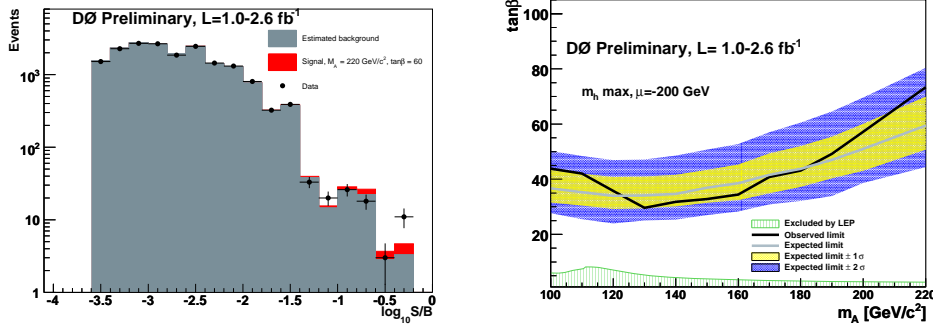 DØ Preliminary, L=1.0-2.6 fb⁻¹
Events
Estimated background
Signal, M_A = 220 GeV/c², tanβ = 60
Data
10³
10²
10
1
-4 -3.5 -3 -2.5 -2 -1.5 -1 -0.5 0
log₁₀S/B
tanβ
DØ Preliminary, L= 1.0-2.6 fb⁻¹
m_h max, μ=-200 GeV
100
80
60
40
20
Excluded by LEP
Observed limit
Expected limit
Expected limit ± 1σ
Expected limit ± 2σ
100 120 140 160 180 200 220
m_A [GeV/c²]